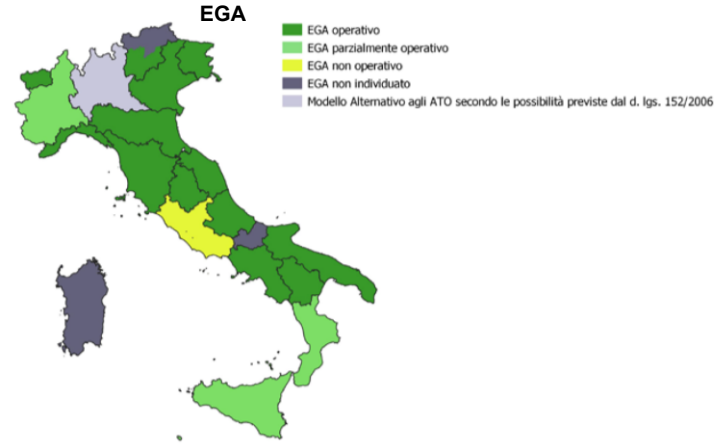 EGA
EGA operativo
EGA parzialmente operativo
EGA non operativo
EGA non individuato
Modello Alternativo agli ATO secondo le possibilità previste dal d. lgs. 152/2006